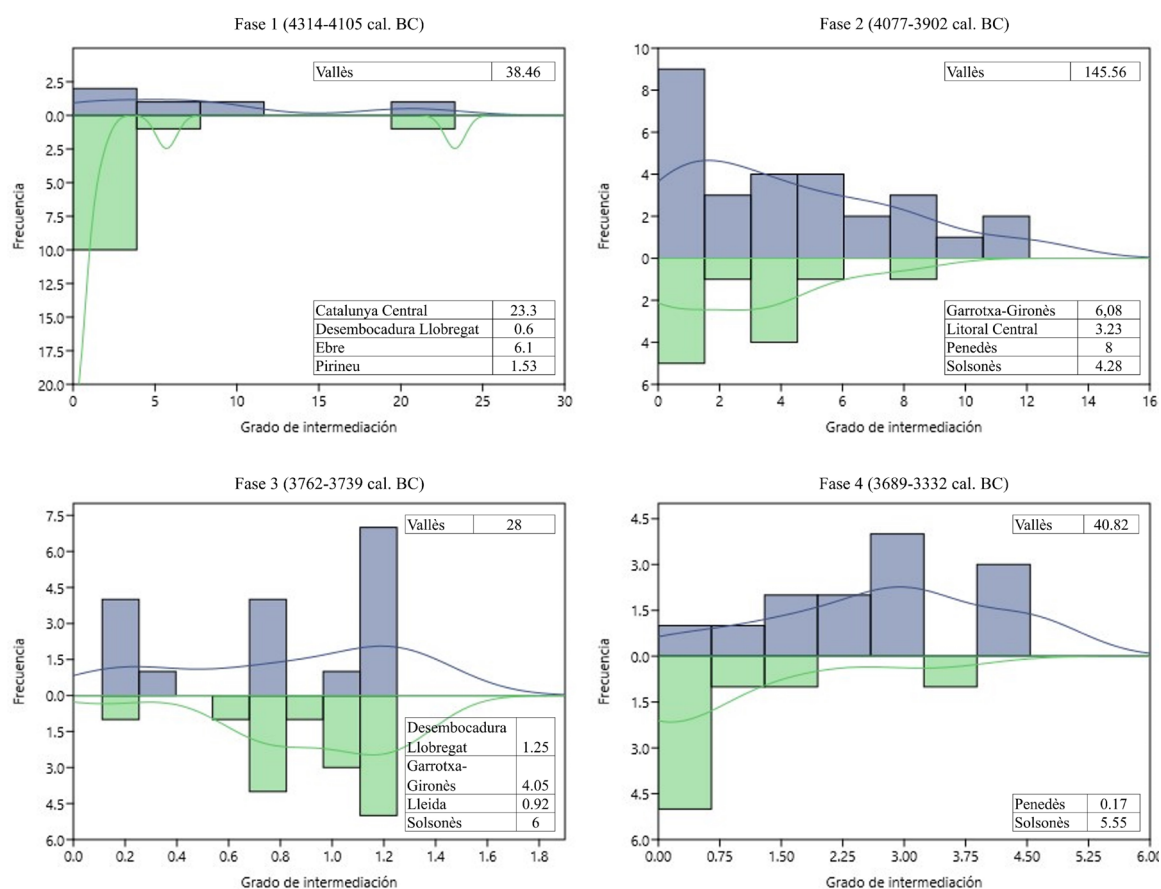 Fase 1 (4314-4105 cal. BC)
2.5
0.0
2.5
5.0
7.5
10.0
12.5
15.0
17.5
20.0
Frecuencia
Vallès 38.46
Catalunya Central 23.3
Desembocadura Llobregat 0.6
Ebre 6.1
Pirineu 1.53
0 5 10 15 20 25 30
Grado de intermediación
Fase 2 (4077-3902 cal. BC)
10
8
6
4
2
0
2
4
6
Frecuencia
Vallès 145.56
Garrotxa-Gironès 6,08
Litoral Central 3.23
Penedès 8
Solsonès 4.28
0 2 4 6 8 10 12 14 16
Grado de intermediación
Fase 3 (3762-3739 cal. BC)
7.5
6.0
4.5
3.0
1.5
0.0
1.5
3.0
4.5
6.0
Frecuencia
Vallès 28
Desembocadura
Llobregat 1.25
Garrotxa-
Gironès 4.05
Lleida 0.92
Solsonès 6
0.0 0.2 0.4 0.6 0.8 1.0 1.2 1.4 1.6 1.8
Grado de intermediación
Fase 4 (3689-3332 cal. BC)
4.5
3.0
1.5
0.0
1.5
3.0
4.5
6.0
Frecuencia
Vallès 40.82
Penedès 0.17
Solsonès 5.55
0.00 0.75 1.50 2.25 3.00 3.75 4.50 5.25 6.00
Grado de intermediación